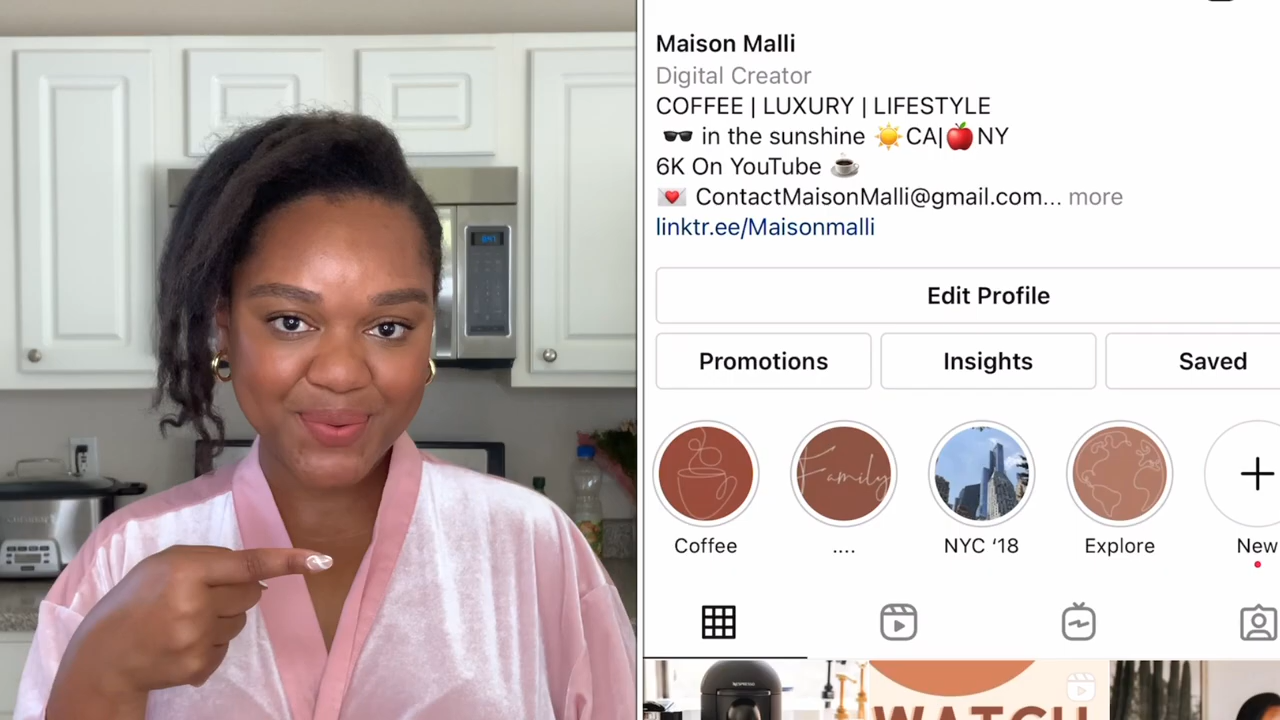 Maison Malli
Digital Creator
COFFEE | LUXURY | LIFESTYLE
🕶️ in the sunshine ☀️CA|🍎NY
6K On YouTube ☕
💌 ContactMaisonMalli@gmail.com... more
linktr.ee/Maisonmalli
Edit Profile
Promotions
Insights
Saved
Family
Coffee
....
NYC ‘18
Explore
New
NESPRESSO
WATCH